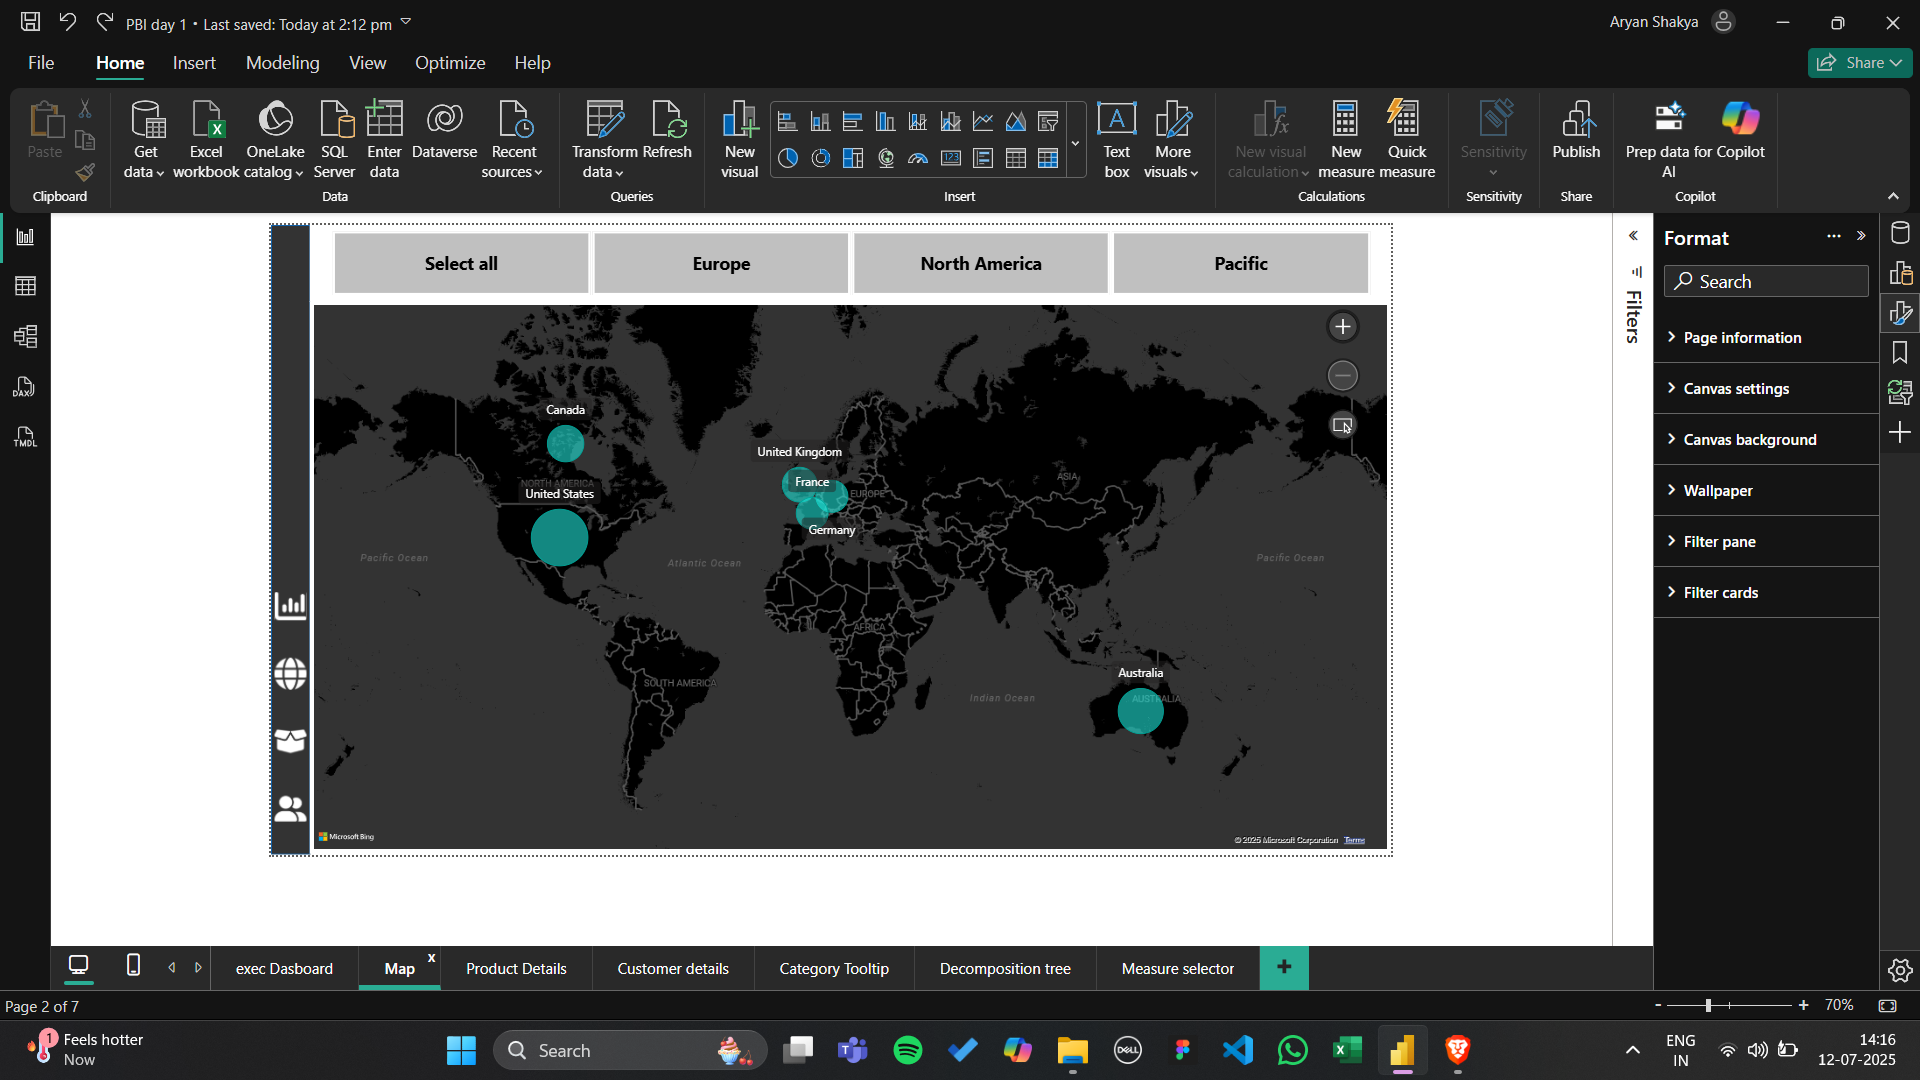 PBI day 1 • Last saved: Today at 2:12 pm
Aryan Shakya
File
Home
Insert
Modeling
View
Optimize
Help
Share
Paste
Get data
Excel workbook
OneLake catalog
SQL Server
Enter data
Dataverse
Recent sources
Transform data
Refresh
New visual
123
A
Text box
More visuals
New visual calculation
New measure
Quick measure
Sensitivity
Publish
Prep data for AI
Copilot
Clipboard
Data
Queries
Insert
Calculations
Sensitivity
Share
Copilot
DAX
TMDL
Select all
Europe
North America
Pacific
Canada
NORTH AMERICA
United States
United Kingdom
France
EUROPE
Germany
ASIA
Pacific Ocean
Atlantic Ocean
Pacific Ocean
AFRICA
SOUTH AMERICA
Indian Ocean
Australia
AUSTRALIA
Microsoft Bing
© 2025 Microsoft Corporation Terms
Filters
Format
Search
Page information
Canvas settings
Canvas background
Wallpaper
Filter pane
Filter cards
exec Dasboard
Map
x
Product Details
Customer details
Category Tooltip
Decomposition tree
Measure selector
Page 2 of 7
70%
1
Feels hotter
Now
Search
DELL
ENG
IN
14:16
12-07-2025